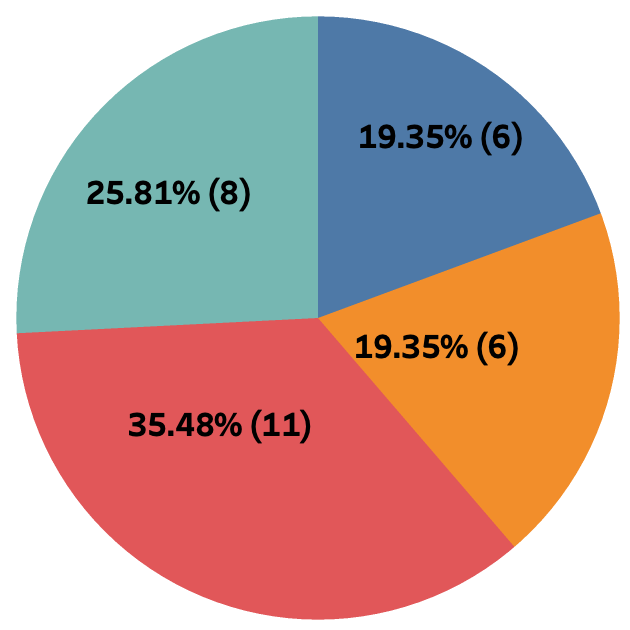 19.35% (6)
25.81% (8)
19.35% (6)
35.48% (11)